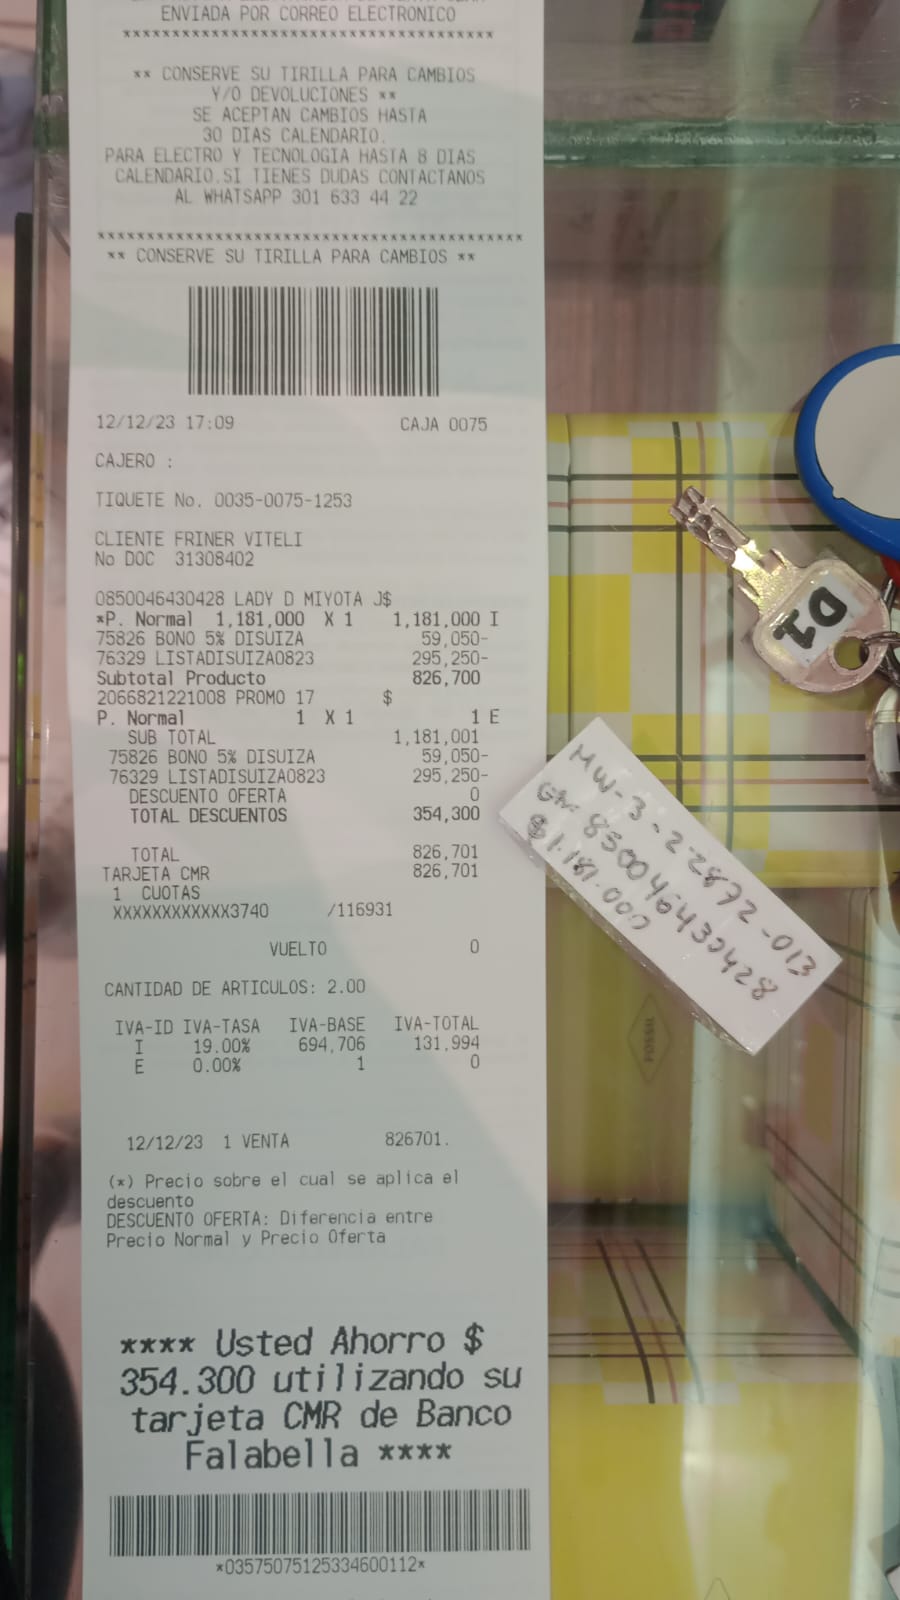 ENVIADA POR CORREO ELECTRONICO
**************************************
** CONSERVE SU TIRILLA PARA CAMBIOS
Y/O DEVOLUCIONES **
SE ACEPTAN CAMBIOS HASTA
30 DIAS CALENDARIO.
PARA ELECTRO Y TECNOLOGIA HASTA 8 DIAS
CALENDARIO.SI TIENES DUDAS CONTACTANOS
AL WHATSAPP 301 633 44 22
******************************************
** CONSERVE SU TIRILLA PARA CAMBIOS **
12/12/23 17:09 CAJA 0075
CAJERO :
TIQUETE No. 0035-0075-1253
CLIENTE FRINER VITELI
No DOC 31308402
0850046430428 LADY D MIYOTA J$
*P. Normal 1,181,000 X 1 1,181,000 I
75826 BONO 5% DISUIZA 59,050-
76329 LISTADISUIZA0823 295,250-
Subtotal Producto 826,700
2066821221008 PROMO 17 $
P. Normal 1 X 1 1 E
SUB TOTAL 1,181,001
75826 BONO 5% DISUIZA 59,050-
76329 LISTADISUIZA0823 295,250-
DESCUENTO OFERTA 0
TOTAL DESCUENTOS 354,300
TOTAL 826,701
TARJETA CMR 826,701
1 CUOTAS
XXXXXXXXXXXX3740 /116931
VUELTO 0
CANTIDAD DE ARTICULOS: 2.00
IVA-ID IVA-TASA IVA-BASE IVA-TOTAL
I 19.00% 694,706 131,994
E 0.00% 1 0
12/12/23 1 VENTA 826701.
(*) Precio sobre el cual se aplica el
descuento
DESCUENTO OFERTA: Diferencia entre
Precio Normal y Precio Oferta
**** Usted Ahorro $
354.300 utilizando su
tarjeta CMR de Banco
Falabella ****
*03575075125334600112*
MW-3-22872-013
850046430428
$1.181.000
D1
FOSSIL